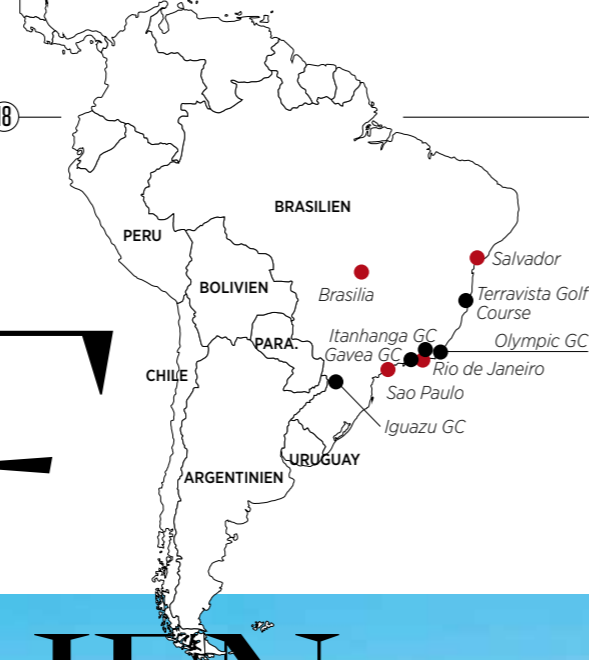 18
BRASILIEN
PERU
Salvador
BOLIVIEN
Brasilia
Terravista Golf
Course
Itanhanga GC
Olympic GC
PARA.
Gavea GC
Rio de Janeiro
CHILE
Sao Paulo
Iguazu GC
URUGUAY
ARGENTINIEN